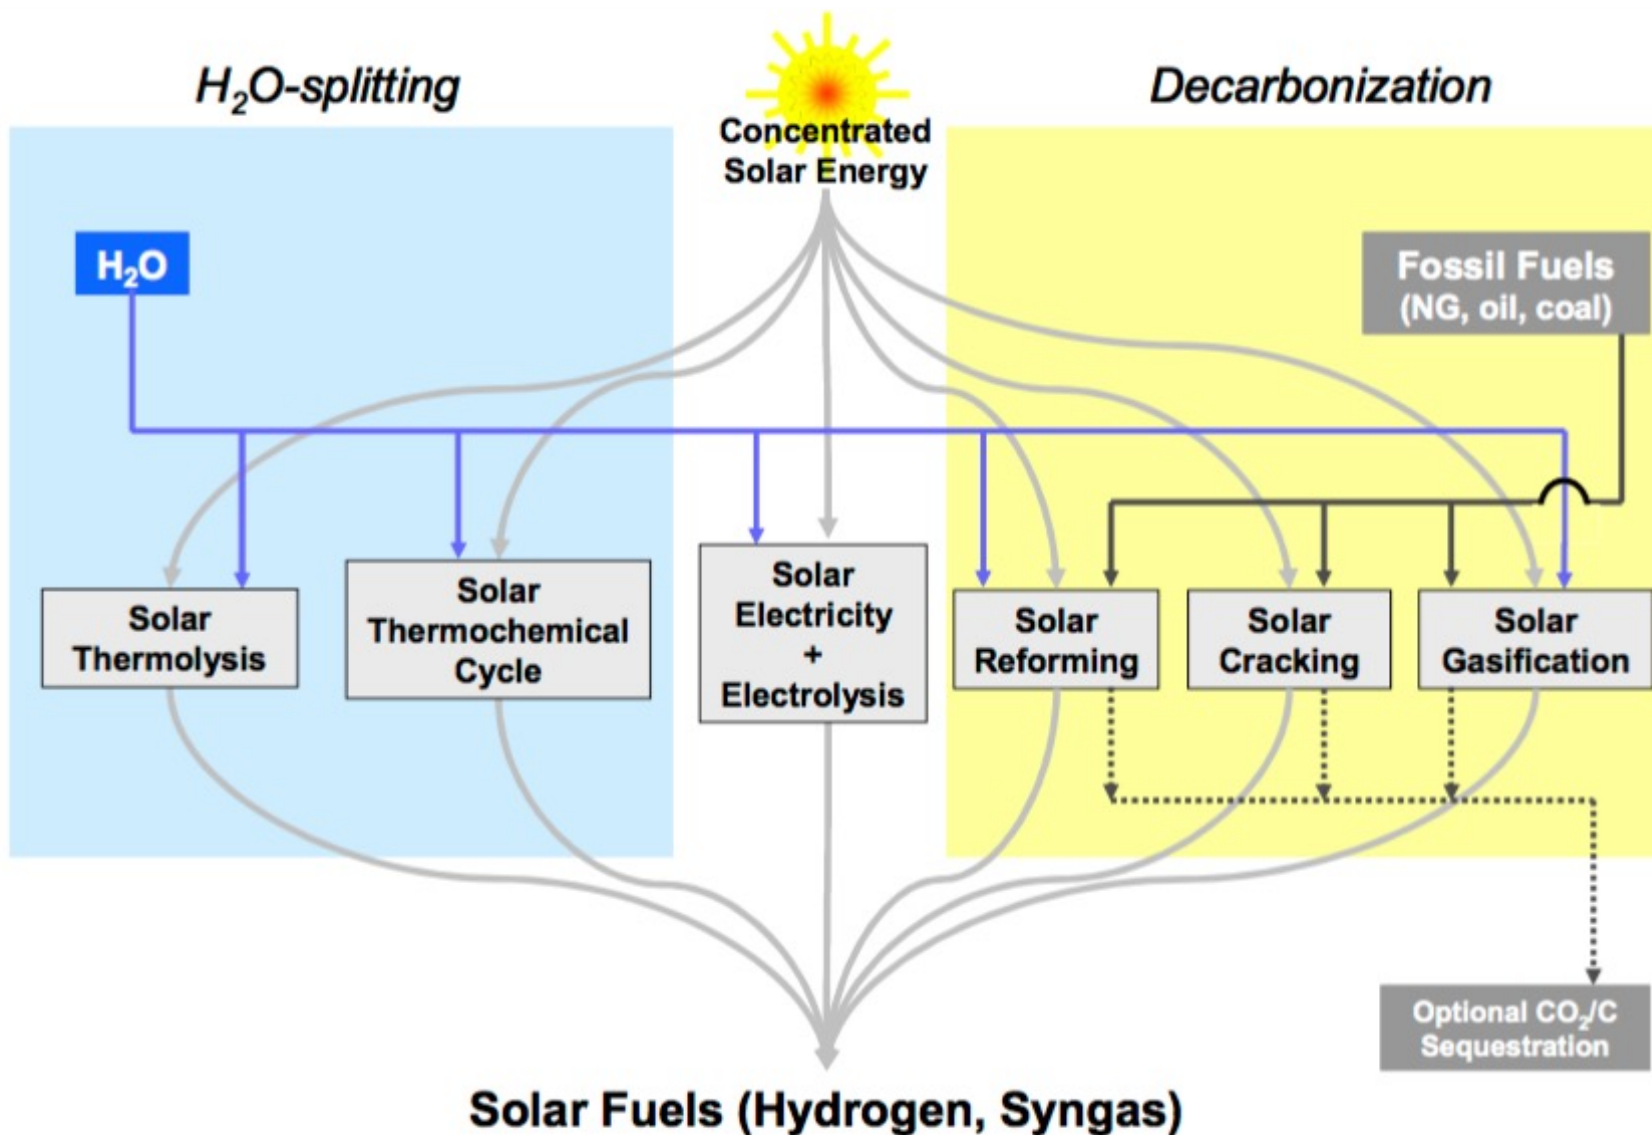 H₂O-splitting
Decarbonization
Concentrated
Solar Energy
H₂O
Fossil Fuels
(NG, oil, coal)
Solar
Thermolysis
Solar
Thermochemical
Cycle
Solar
Electricity
+
Electrolysis
Solar
Reforming
Solar
Cracking
Solar
Gasification
Optional CO₂/C
Sequestration
Solar Fuels (Hydrogen, Syngas)